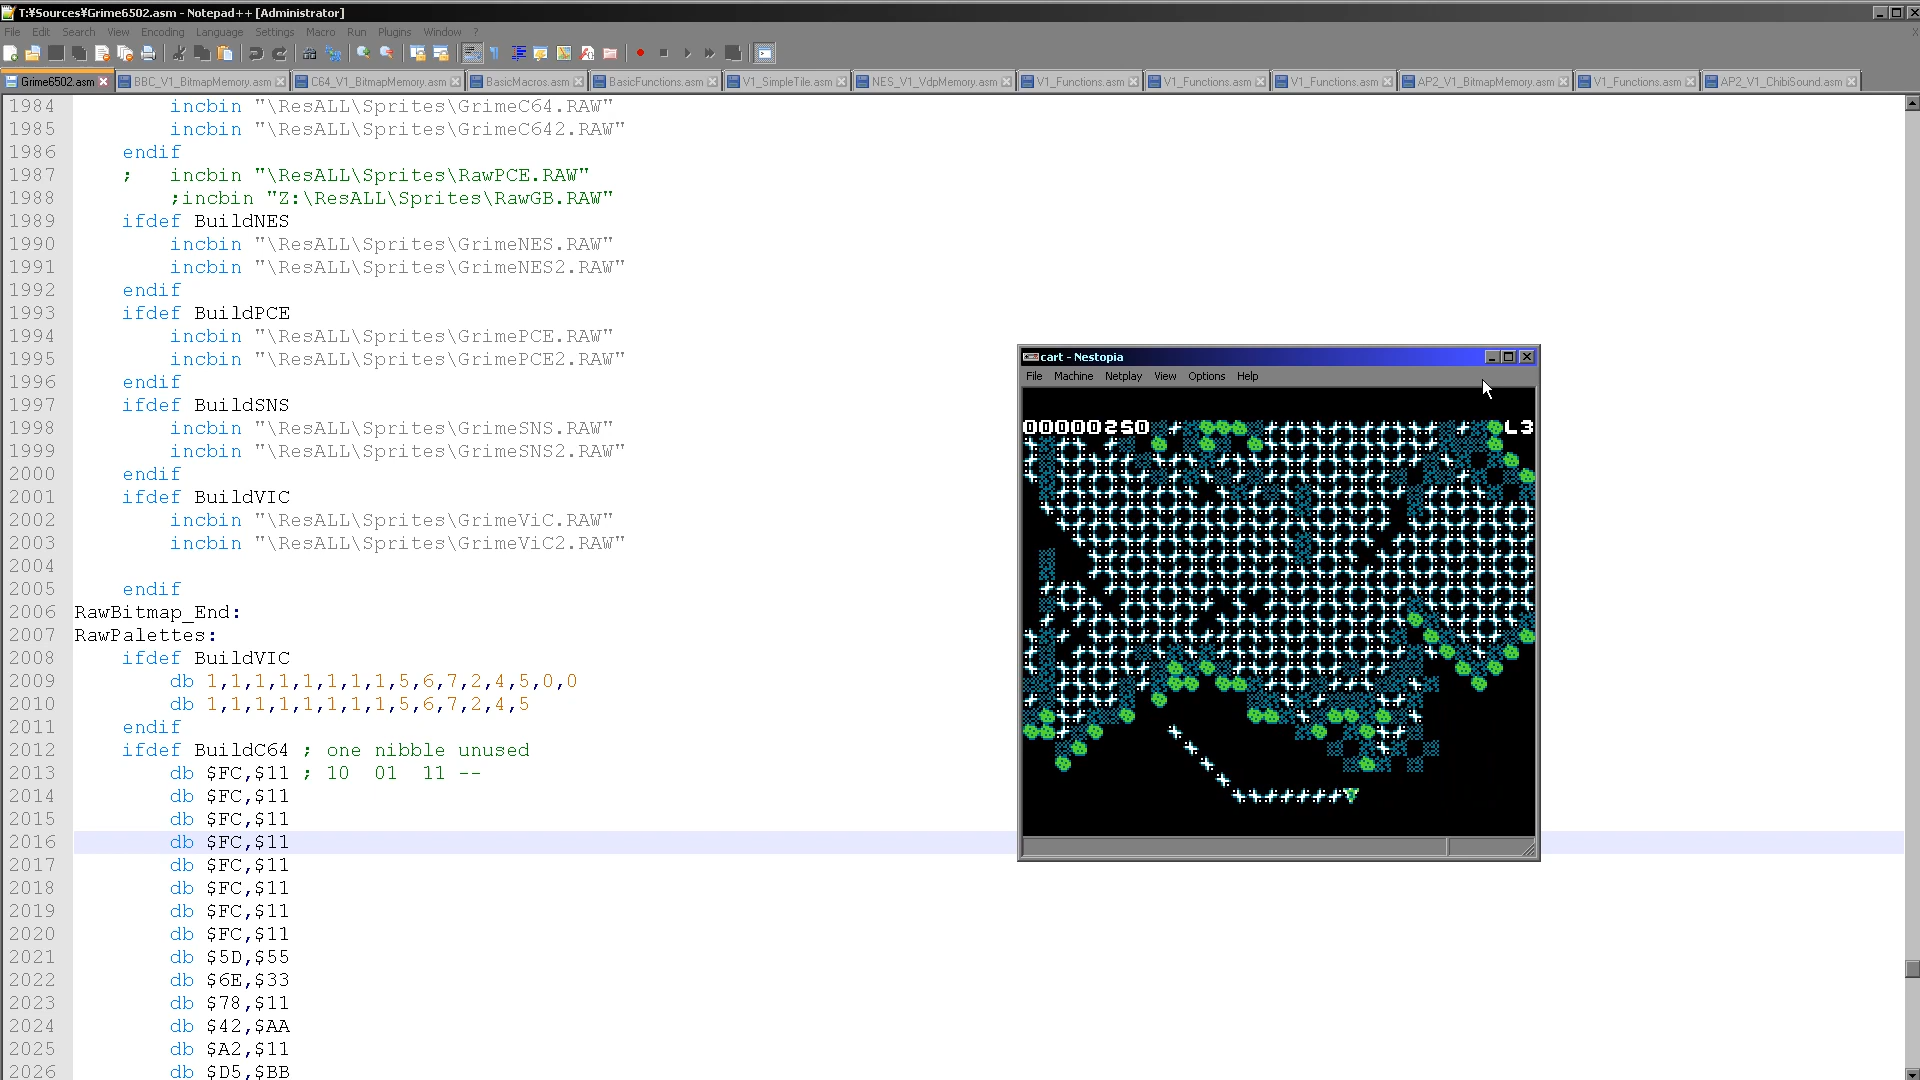 T:¥Sources¥Grime6502.asm - Notepad++ [Administrator]
File Edit Search View Encoding Language Settings Macro Run Plugins Window ?
Grime6502.asm BBC_V1_BitmapMemory.asm C64_V1_BitmapMemory.asm BasicMacros.asm BasicFunctions.asm V1_SimpleTile.asm NES_V1_VdpMemory.asm V1_Functions.asm V1_Functions.asm V1_Functions.asm AP2_V1_BitmapMemory.asm V1_Functions.asm AP2_V1_ChibiSound.asm
1984 incbin "\ResALL\Sprites\GrimeC64.RAW"
1985 incbin "\ResALL\Sprites\GrimeC642.RAW"
1986 endif
1987 ; incbin "\ResALL\Sprites\RawPCE.RAW"
1988 ;incbin "Z:\ResALL\Sprites\RawGB.RAW"
1989 ifdef BuildNES
1990 incbin "\ResALL\Sprites\GrimeNES.RAW"
1991 incbin "\ResALL\Sprites\GrimeNES2.RAW"
1992 endif
1993 ifdef BuildPCE
1994 incbin "\ResALL\Sprites\GrimePCE.RAW"
1995 incbin "\ResALL\Sprites\GrimePCE2.RAW"
1996 endif
1997 ifdef BuildSNS
1998 incbin "\ResALL\Sprites\GrimeSNS.RAW"
1999 incbin "\ResALL\Sprites\GrimeSNS2.RAW"
2000 endif
2001 ifdef BuildVIC
2002 incbin "\ResALL\Sprites\GrimeViC.RAW"
2003 incbin "\ResALL\Sprites\GrimeViC2.RAW"
2004
2005 endif
2006 RawBitmap_End:
2007 RawPalettes:
2008 ifdef BuildVIC
2009 db 1,1,1,1,1,1,1,1,5,6,7,2,4,5,0,0
2010 db 1,1,1,1,1,1,1,1,5,6,7,2,4,5
2011 endif
2012 ifdef BuildC64 ; one nibble unused
2013 db $FC,$11 ; 10 01 11 --
2014 db $FC,$11
2015 db $FC,$11
2016 db $FC,$11
2017 db $FC,$11
2018 db $FC,$11
2019 db $FC,$11
2020 db $FC,$11
2021 db $5D,$55
2022 db $6E,$33
2023 db $78,$11
2024 db $42,$AA
2025 db $A2,$11
2026 db $D5,$BB
cart - Nestopia
File Machine Netplay View Options Help
00000250 L3